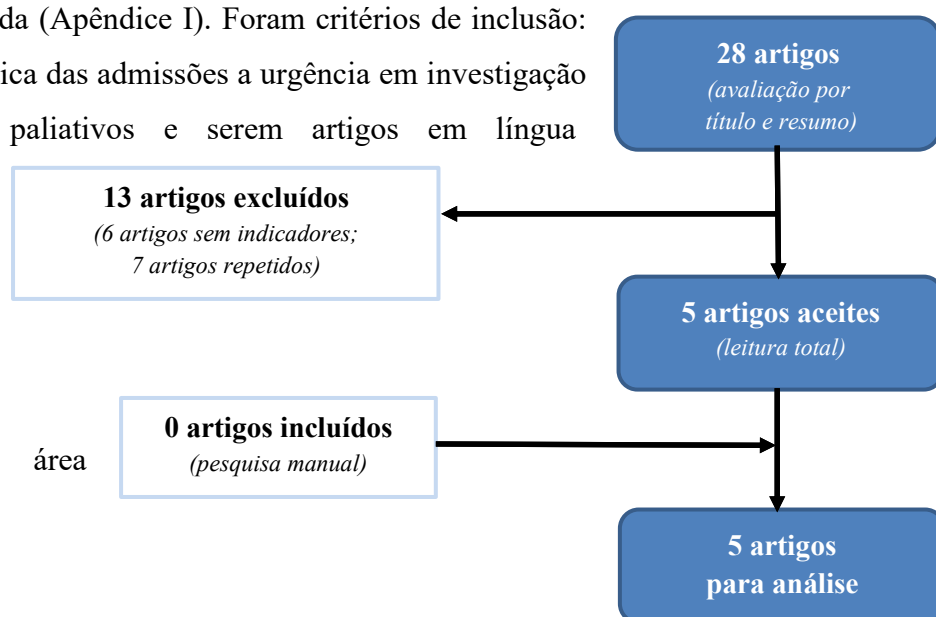 da (Apêndice I). Foram critérios de inclusão:
ica das admissões a urgência em investigação
paliativos e serem artigos em língua
28 artigos
(avaliação por
título e resumo)
13 artigos excluídos
(6 artigos sem indicadores;
7 artigos repetidos)
5 artigos aceites
(leitura total)
0 artigos incluídos
(pesquisa manual)
área
5 artigos
para análise